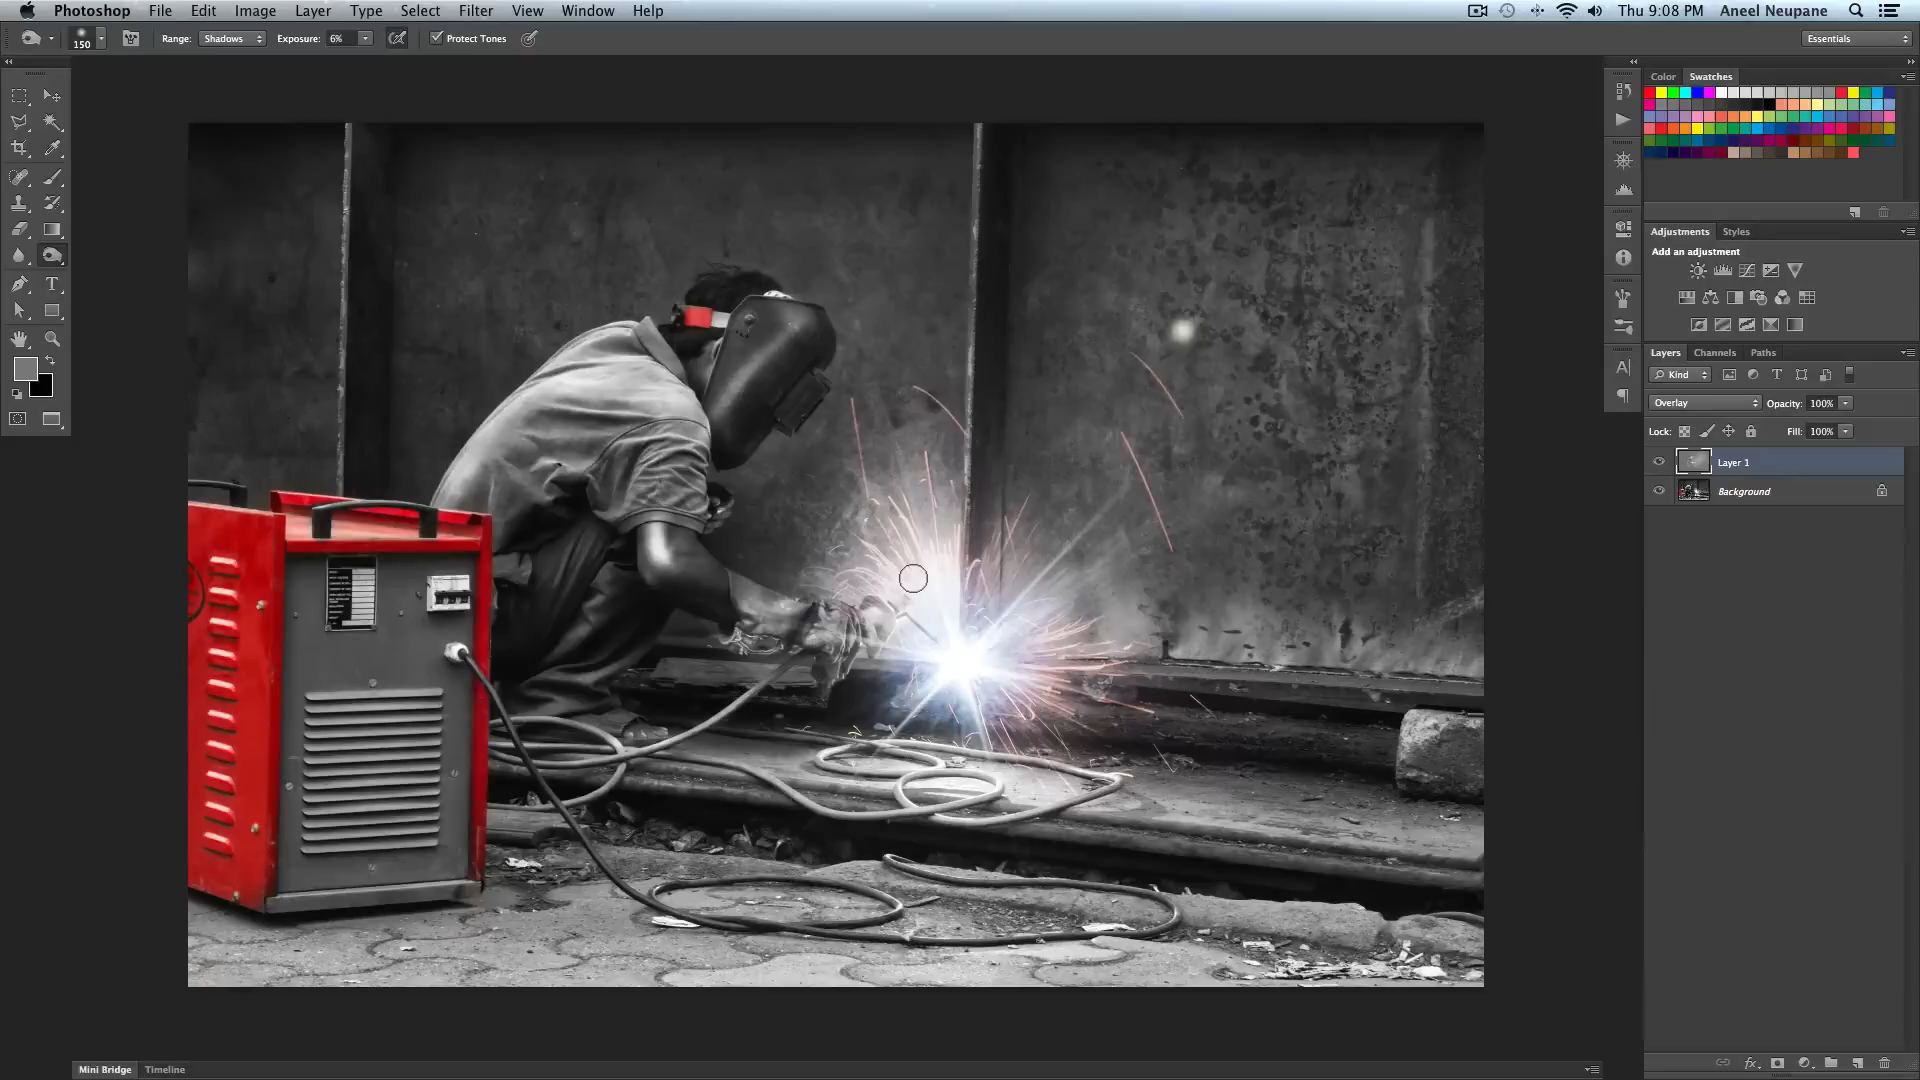 Photoshop File Edit Image Layer Type Select Filter View Window Help Thu 9:08 PM Aneel Neupane
150 Range: Shadows Exposure: 6% Protect Tones Essentials
Color Swatches
Adjustments Styles
Add an adjustment
Layers Channels Paths
Kind
Overlay Opacity: 100%
Lock: Fill: 100%
Layer 1
Background
Mini Bridge Timeline